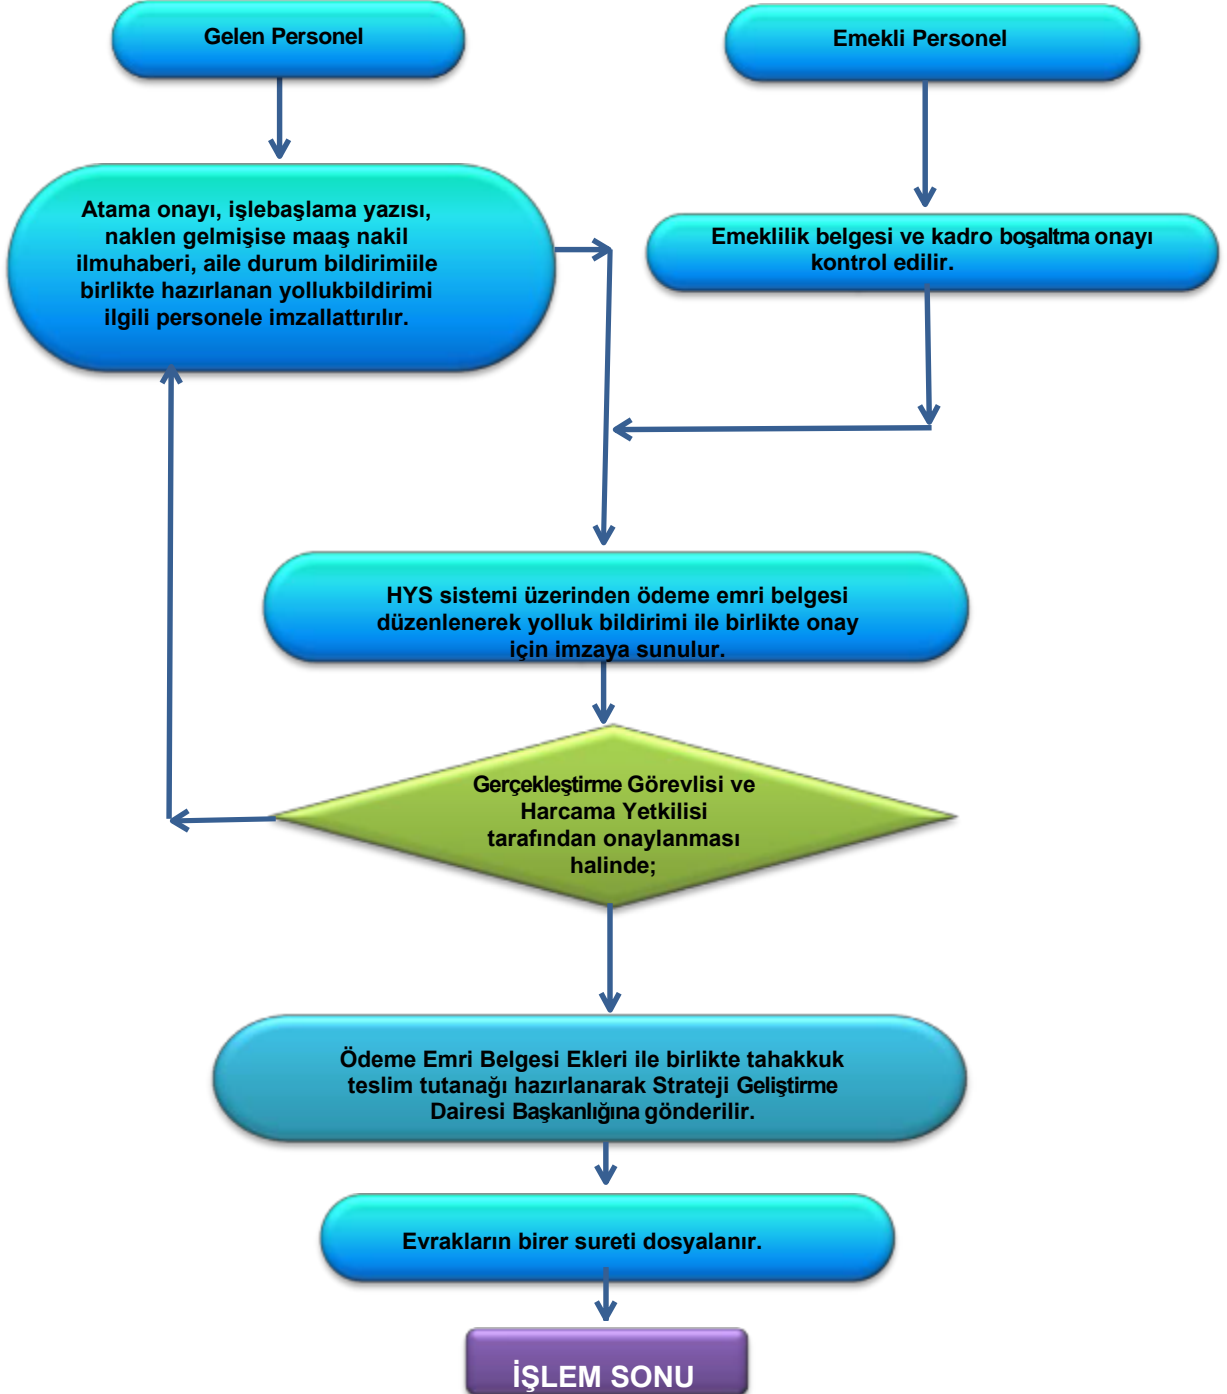 Gelen Personel
Emekli Personel
Atama onayı, işlebaşlama yazısı,
naklen gelmişise maaş nakil
ilmuhaberi, aile durum bildirimiile
birlikte hazırlanan yollukbildirimi
ilgili personele imzallattırılır.
Emeklilik belgesi ve kadro boşaltma onayı
kontrol edilir.
HYS sistemi üzerinden ödeme emri belgesi
düzenlenerek yolluk bildirimi ile birlikte onay
için imzaya sunulur.
Gerçekleştirme Görevlisi ve
Harcama Yetkilisi
tarafından onaylanması
halinde;
Ödeme Emri Belgesi Ekleri ile birlikte tahakkuk
teslim tutanağı hazırlanarak Strateji Geliştirme
Dairesi Başkanlığına gönderilir.
Evrakların birer sureti dosyalanır.
İŞLEM SONU